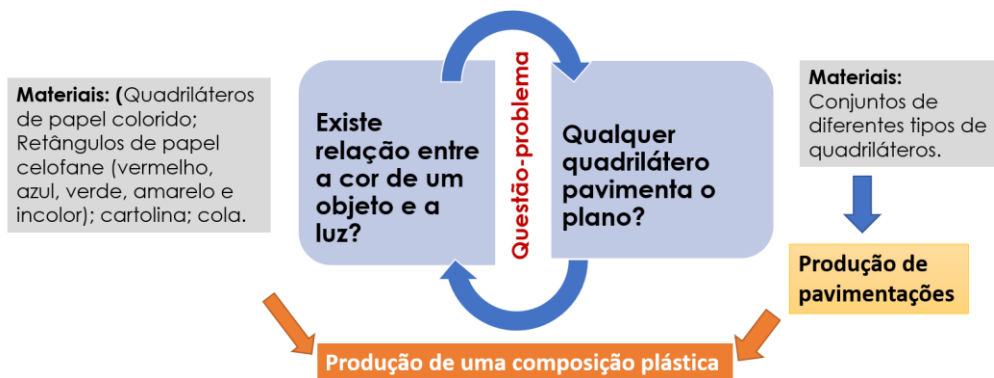 Materiais: (Quadriláteros
de papel colorido;
Retângulos de papel
celofane (vermelho,
azul, verde, amarelo e
incolor); cartolina; cola.
Existe
relação entre
a cor de um
objeto e a
luz?
Questão-problema
Qualquer
quadrilátero
pavimenta o
plano?
Materiais:
Conjuntos de
diferentes tipos de
quadriláteros.
Produção de
pavimentações
Produção de uma composição plástica